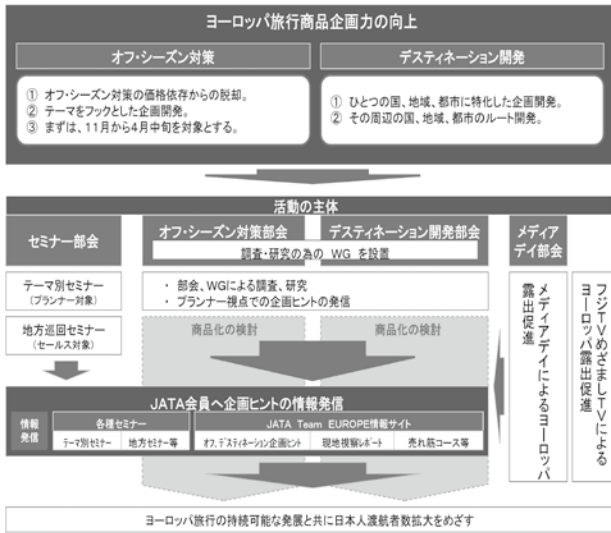 ヨーロッパ旅行商品企画力の向上
オフ・シーズン対策
① オフ・シーズン対策の価格依存からの脱却。
② テーマをフックとした企画開発。
③ まずは、11月から4月中旬を対象とする。
デスティネーション開発
① ひとつの国、地域、都市に特化した企画開発。
② その周辺の国、地域、都市のルート開発。
活動の主体
セミナー部会
オフ・シーズン対策部会
デスティネーション開発部会
調査・研究の為の WG を設置
メディア
デイ部会
テーマ別セミナー
(プランナー対象)
地方巡回セミナー
(セールス対象)
・ 部会、WGによる調査、研究
・ プランナー視点での企画ヒントの発信
商品化の検討
商品化の検討
メディアデイによるヨーロッパ
露出促進
フジTVめざましTVによる
ヨーロッパ露出促進
JATA会員へ企画ヒントの情報発信
情報
発信
各種セミナー
テーマ別セミナー
地方セミナー等
JATA Team EUROPE情報サイト
オフ、デスティネーション企画ヒント
現地視察レポート
売れ筋コース等
ヨーロッパ旅行の持続可能な発展と共に日本人渡航者数拡大をめざす